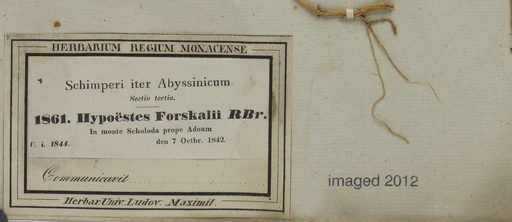 HERBARIUM REGIUM MONACENSE
Schimperi iter Abyssinicum.
Sectio tertia.
1861. Hypoëstes Forskalii RBr.
In monte Scholoda prope Adoam
U. i. 1844. den 7 Octbr. 1842.
Communicavit
Herbar. Univ. Ludov. Maximil.
imaged 2012